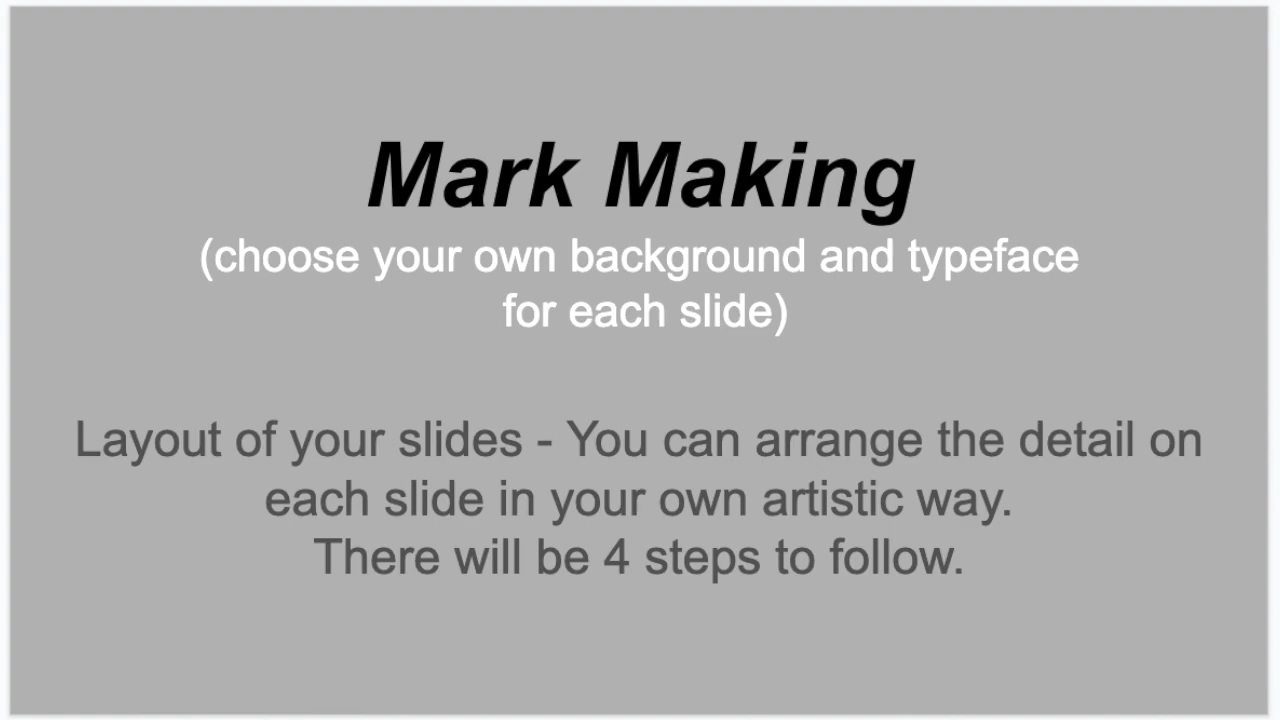 Mark Making
(choose your own background and typeface
for each slide)
Layout of your slides - You can arrange the detail on
each slide in your own artistic way.
There will be 4 steps to follow.